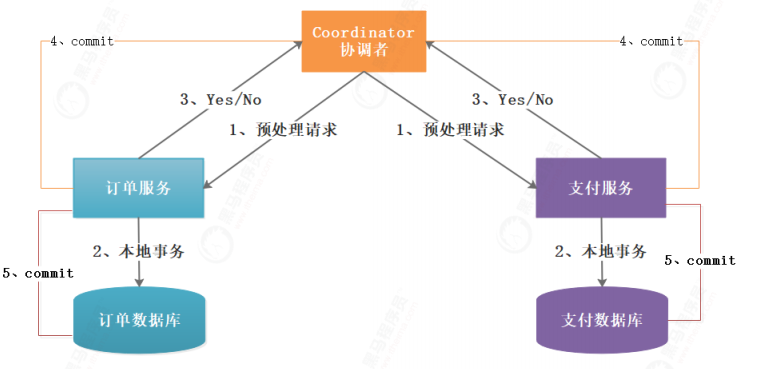 Coordinator
协调者
4、commit
4、commit
3、Yes/No
3、Yes/No
1、预处理请求
1、预处理请求
订单服务
支付服务
2、本地事务
2、本地事务
5、commit
5、commit
订单数据库
支付数据库